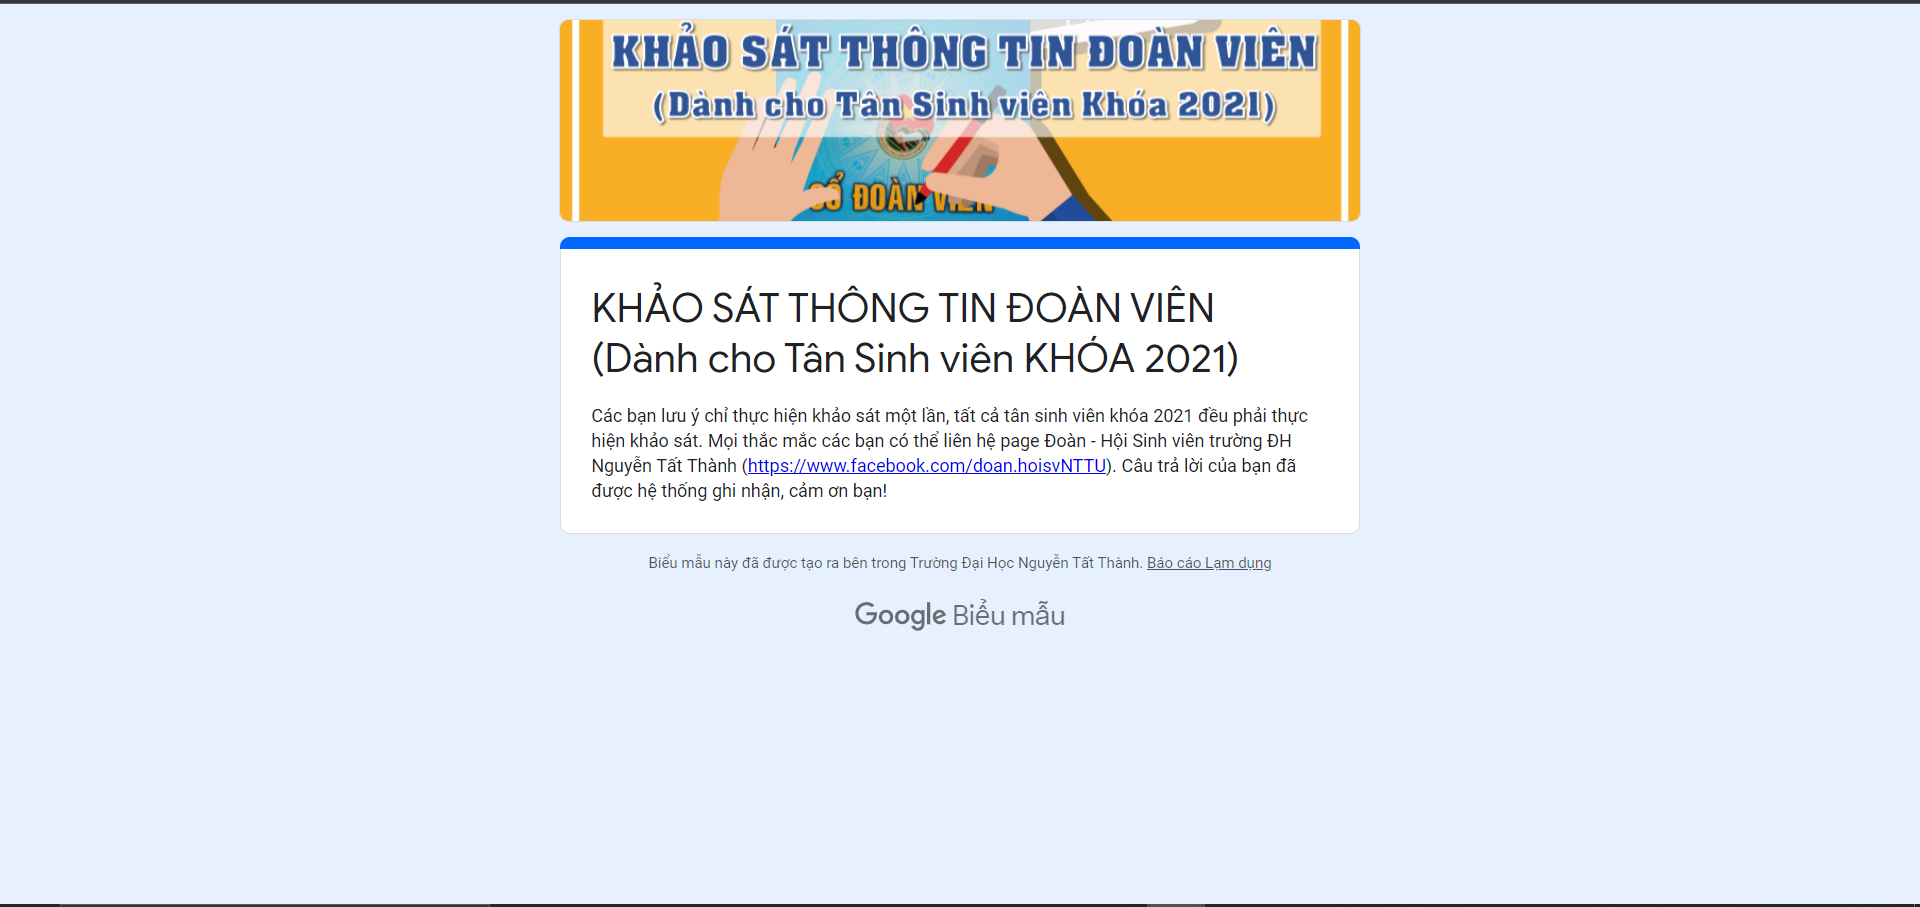 KHẢO SÁT THÔNG TIN ĐOÀN VIÊN
(Dành cho Tân Sinh viên Khóa 2021)
SỔ ĐOÀN VIÊN
KHẢO SÁT THÔNG TIN ĐOÀN VIÊN
(Dành cho Tân Sinh viên KHÓA 2021)
Các bạn lưu ý chỉ thực hiện khảo sát một lần, tất cả tân sinh viên khóa 2021 đều phải thực
hiện khảo sát. Mọi thắc mắc các bạn có thể liên hệ page Đoàn - Hội Sinh viên trường ĐH
Nguyễn Tất Thành (https://www.facebook.com/doan.hoisvNTTU). Câu trả lời của bạn đã
được hệ thống ghi nhận, cảm ơn bạn!
Biểu mẫu này đã được tạo ra bên trong Trường Đại Học Nguyễn Tất Thành. Báo cáo Lạm dụng
Google Biểu mẫu